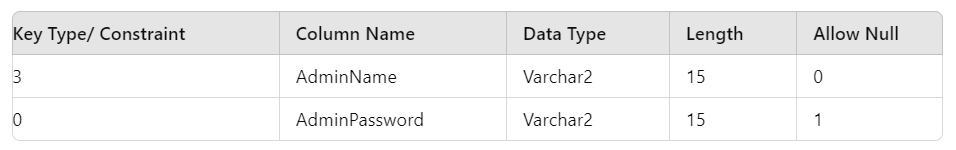 Key Type/ Constraint Column Name Data Type Length Allow Null
3 AdminName Varchar2 15 0
0 AdminPassword Varchar2 15 1